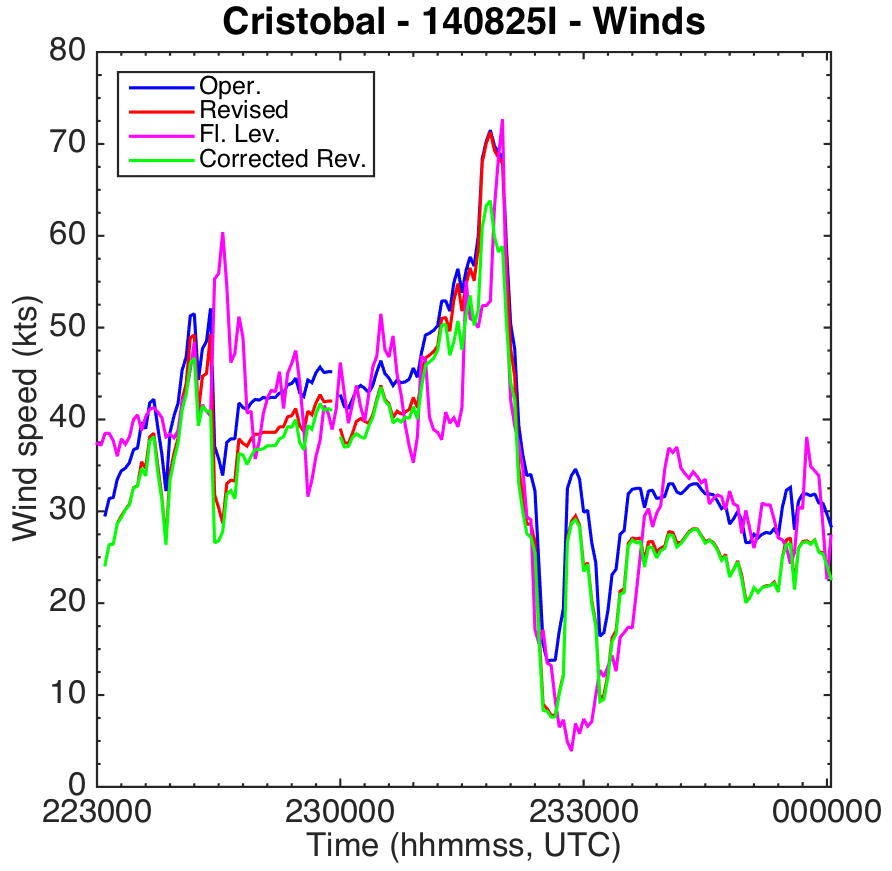 Cristobal - 140825I - Winds
80
70
60
50
40
30
20
10
0
Wind speed (kts)
Oper.
Revised
Fl. Lev.
Corrected Rev.
223000 230000 233000 000000
Time (hhmmss, UTC)